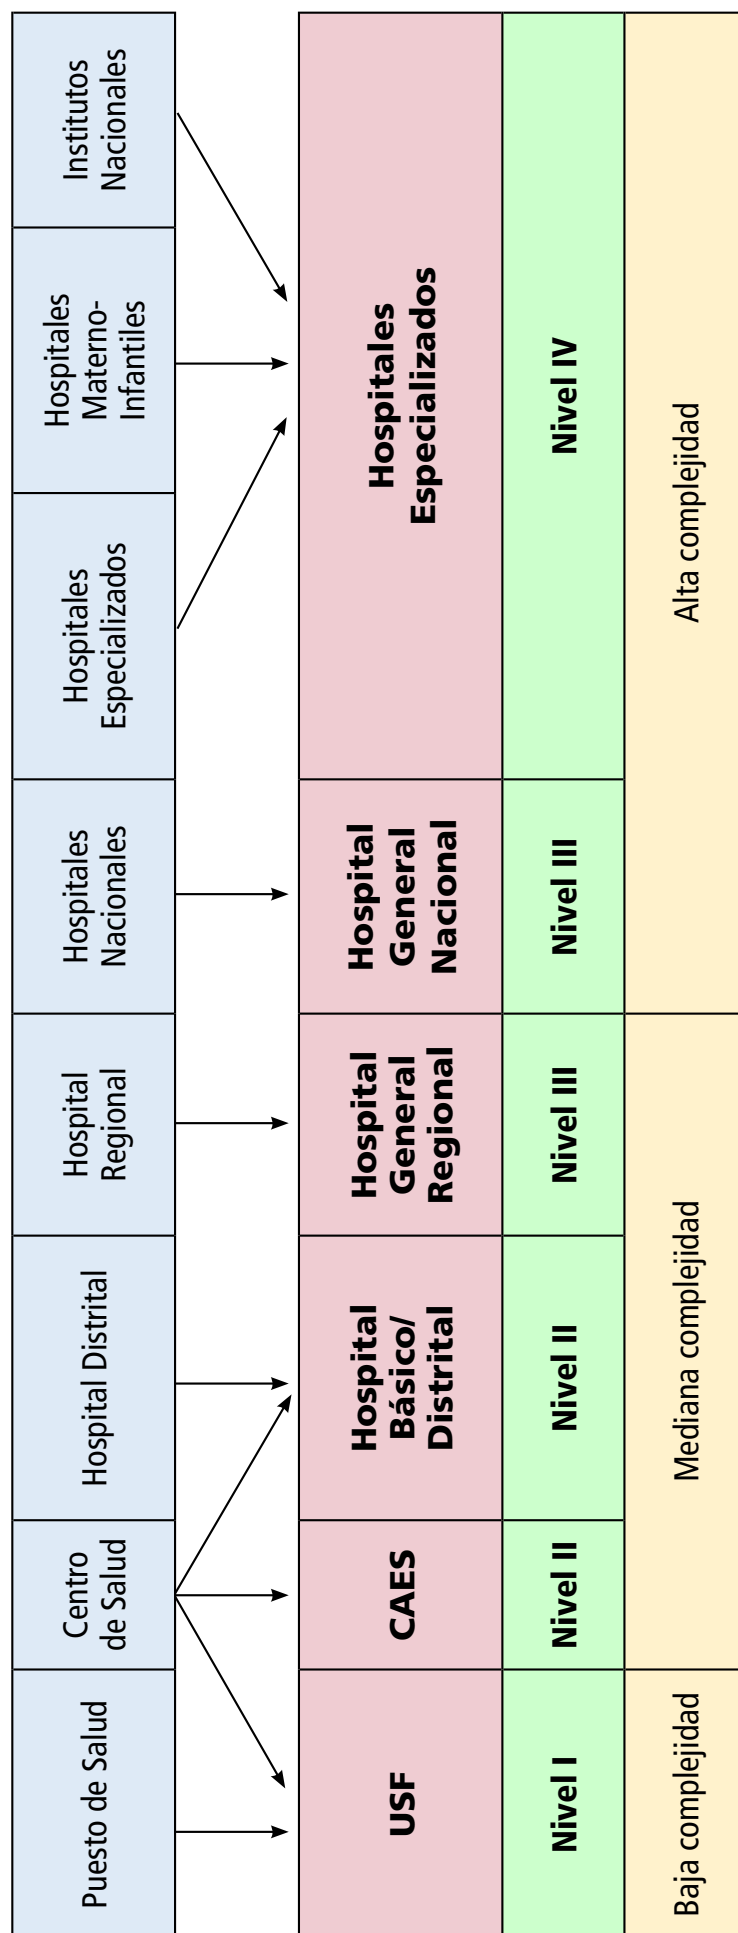 Puesto de Salud
Centro
de Salud
Hospital Distrital
Hospital
Regional
Hospitales
Nacionales
Hospitales
Especializados
Hospitales
Materno-
Infantiles
Institutos
Nacionales
USF
CAES
Hospital
Básico/
Distrital
Hospital
General
Regional
Hospital
General
Nacional
Hospitales
Especializados
Nivel I
Nivel II
Nivel II
Nivel III
Nivel III
Nivel IV
Baja complejidad
Mediana complejidad
Alta complejidad